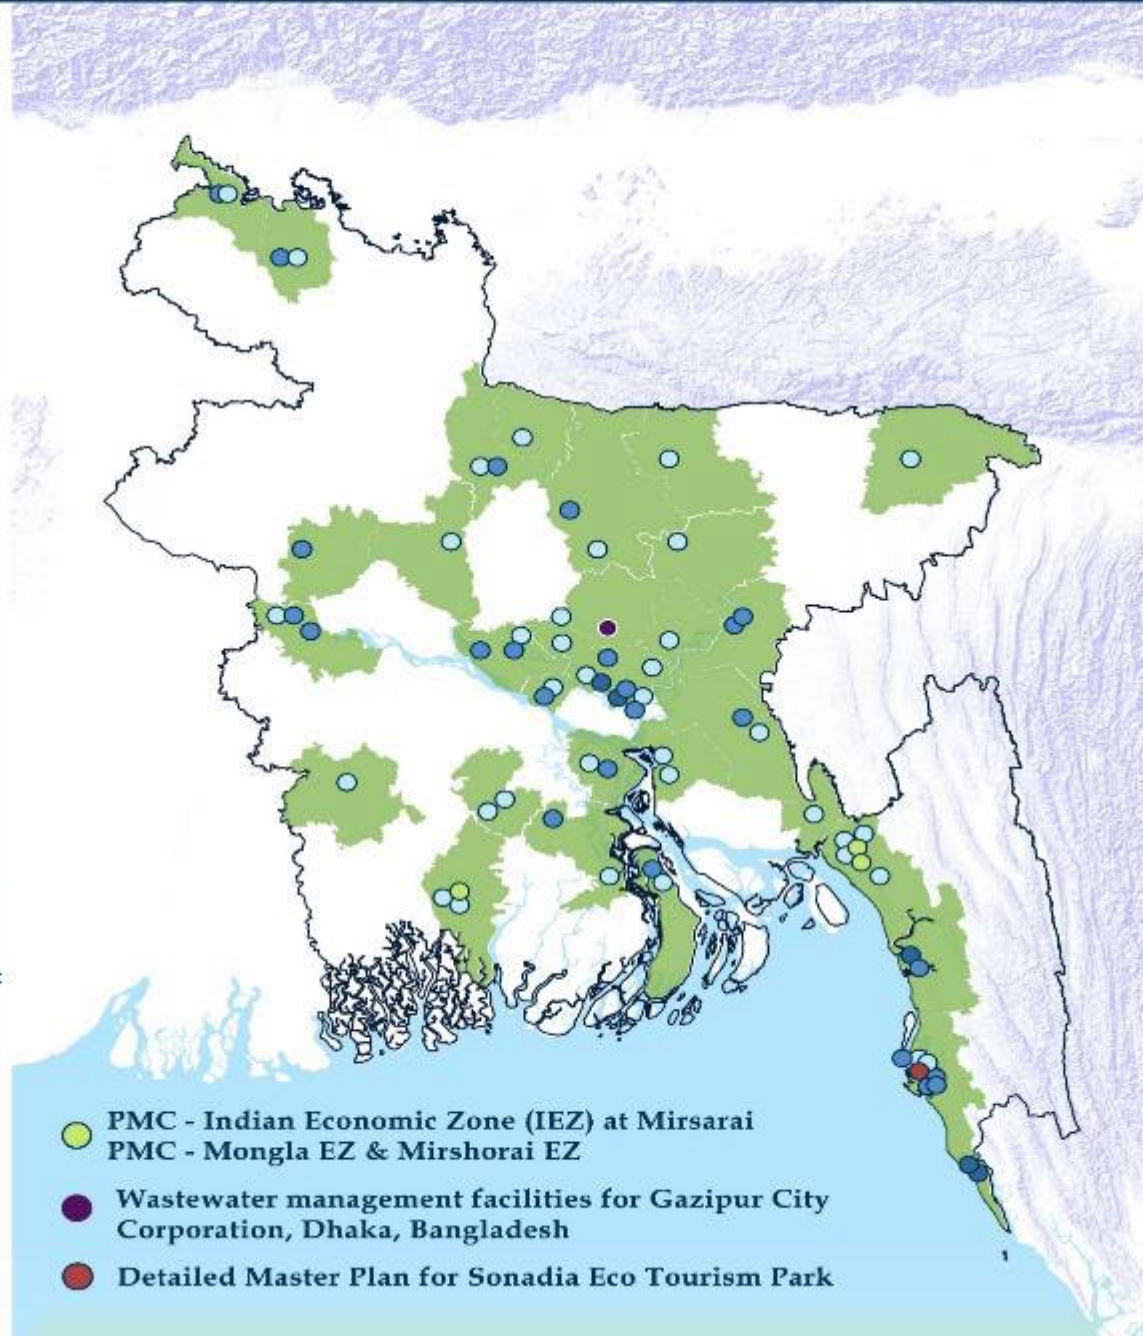 PMC - Indian Economic Zone (IEZ) at Mirsarai
PMC - Mongla EZ & Mirshorai EZ
Wastewater management facilities for Gazipur City
Corporation, Dhaka, Bangladesh
Detailed Master Plan for Sonadia Eco Tourism Park